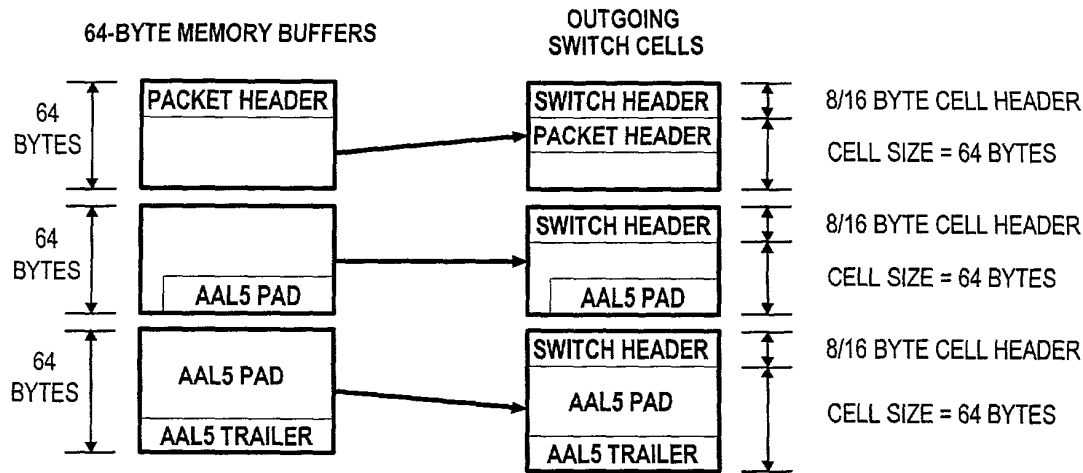 64-BYTE MEMORY BUFFERS
OUTGOING
SWITCH CELLS
64
BYTES
PACKET HEADER
SWITCH HEADER
PACKET HEADER
8/16 BYTE CELL HEADER
CELL SIZE = 64 BYTES
64
BYTES
AAL5 PAD
SWITCH HEADER
AAL5 PAD
8/16 BYTE CELL HEADER
CELL SIZE = 64 BYTES
64
BYTES
AAL5 PAD
AAL5 TRAILER
SWITCH HEADER
AAL5 PAD
AAL5 TRAILER
8/16 BYTE CELL HEADER
CELL SIZE = 64 BYTES